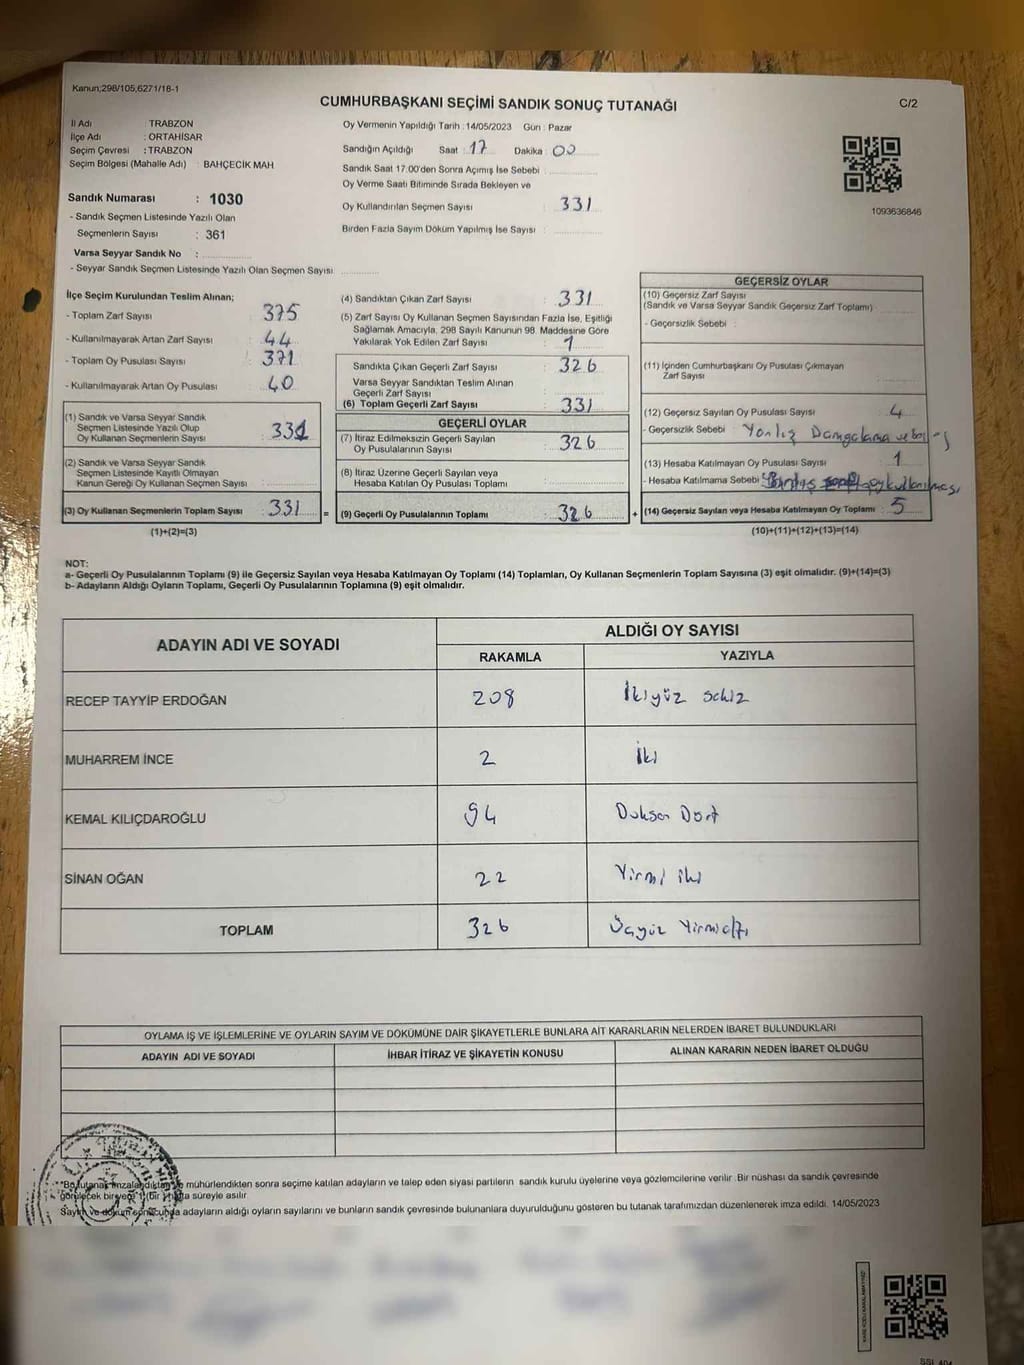 Kanun;298/105,6271/18-1
CUMHURBAŞKANI SEÇİMİ SANDIK SONUÇ TUTANAĞI
C/2
İl Adı TRABZON
İlçe Adı : ORTAHİSAR
Seçim Çevresi : TRABZON
Seçim Bölgesi (Mahalle Adı) : BAHÇECİK MAH
Sandık Numarası : 1030
- Sandık Seçmen Listesinde Yazılı Olan
Seçmenlerin Sayısı : 361
Varsa Seyyar Sandık No :
- Seyyar Sandık Seçmen Listesinde Yazılı Olan Seçmen Sayısı
Oy Vermenin Yapıldığı Tarih : 14/05/2023 Gün : Pazar
Sandığın Açıldığı Saat : 17 Dakika : 00
Sandık Saat 17:00'den Sonra Açımış İse Sebebi :
Oy Verme Saati Bitiminde Sırada Bekleyen ve
Oy Kullandırılan Seçmen Sayısı : 331
Birden Fazla Sayım Döküm Yapılmış İse Sayısı :
1093636846
İlçe Seçim Kurulundan Teslim Alınan;
- Toplam Zarf Sayısı : 375
- Kullanılmayarak Artan Zarf Sayısı : 44
- Toplam Oy Pusulası Sayısı : 371
- Kullanılmayarak Artan Oy Pusulası : 40
(1) Sandık ve Varsa Seyyar Sandık
Seçmen Listesinde Yazılı Olup
Oy Kullanan Seçmenlerin Sayısı : 331
(2) Sandık ve Varsa Seyyar Sandık
Seçmen Listesinde Kayıtlı Olmayan
Kanun Gereği Oy Kullanan Seçmen Sayısı :
(3) Oy Kullanan Seçmenlerin Toplam Sayısı : 331
(1)+(2)=(3)
(4) Sandıktan Çıkan Zarf Sayısı : 331
(5) Zarf Sayısı Oy Kullanan Seçmen Sayısından Fazla İse, Eşitliği
Sağlamak Amacıyla, 298 Sayılı Kanunun 98. Maddesine Göre
Yakılarak Yok Edilen Zarf Sayısı : 1
Sandıkta Çıkan Geçerli Zarf Sayısı : 326
Varsa Seyyar Sandıktan Teslim Alınan
Geçerli Zarf Sayısı :
(6) Toplam Geçerli Zarf Sayısı : 331
GEÇERLİ OYLAR
(7) İtiraz Edilmeksizin Geçerli Sayılan
Oy Pusulalarının Sayısı : 326
(8) İtiraz Üzerine Geçerli Sayılan veya
Hesaba Katılan Oy Pusulası Toplamı :
= (9) Geçerli Oy Pusulalarının Toplamı : 326 +
GEÇERSİZ OYLAR
(10) Geçersiz Zarf Sayısı
(Sandık ve Varsa Seyyar Sandık Geçersiz Zarf Toplamı) :
- Geçersizlik Sebebi :
(11) İçinden Cumhurbaşkanı Oy Pusulası Çıkmayan
Zarf Sayısı :
(12) Geçersiz Sayılan Oy Pusulası Sayısı : 4
- Geçersizlik Sebebi : Yanlış Damgalama ve boş
(13) Hesaba Katılmayan Oy Pusulası Sayısı : 1
- Hesaba Katılmama Sebebi : oy kullanılması
(14) Geçersiz Sayılan veya Hesaba Katılmayan Oy Toplamı : 5
(10)+(11)+(12)+(13)=(14)
NOT:
a- Geçerli Oy Pusulalarının Toplamı (9) ile Geçersiz Sayılan veya Hesaba Katılmayan Oy Toplamı (14) Toplamları, Oy Kullanan Seçmenlerin Toplam Sayısına (3) eşit olmalıdır. (9)+(14)=(3)
b- Adayların Aldığı Oyların Toplamı, Geçerli Oy Pusulalarının Toplamına (9) eşit olmalıdır.
ADAYIN ADI VE SOYADI
ALDIĞI OY SAYISI
RAKAMLA YAZIYLA
RECEP TAYYİP ERDOĞAN 208 İkiyüz sekiz
MUHARREM İNCE 2 İki
KEMAL KILIÇDAROĞLU 94 Doksan Dört
SİNAN OĞAN 22 Yirmi iki
TOPLAM 326 Üçyüz Yirmialtı
OYLAMA İŞ VE İŞLEMLERİNE VE OYLARIN SAYIM VE DÖKÜMÜNE DAİR ŞİKAYETLERLE BUNLARA AİT KARARLARIN NELERDEN İBARET BULUNDUKLARI
ADAYIN ADI VE SOYADI İHBAR İTİRAZ VE ŞİKAYETİN KONUSU ALINAN KARARIN NEDEN İBARET OLDUĞU
"Bu tutanak imzalandıktan ve mühürlendikten sonra seçime katılan adayların ve talep eden siyasi partilerin sandık kurulu üyelerine veya gözlemcilerine verilir. Bir nüshası da sandık çevresinde
görülecek bir yere 1 (bir) hafta süreyle asılır.
Sayım ve döküm sonucunda adayların aldığı oyların sayılarını ve bunların sandık çevresinde bulunanlara duyurulduğunu gösteren bu tutanak tarafımızdan düzenlenerek imza edildi. 14/05/2023